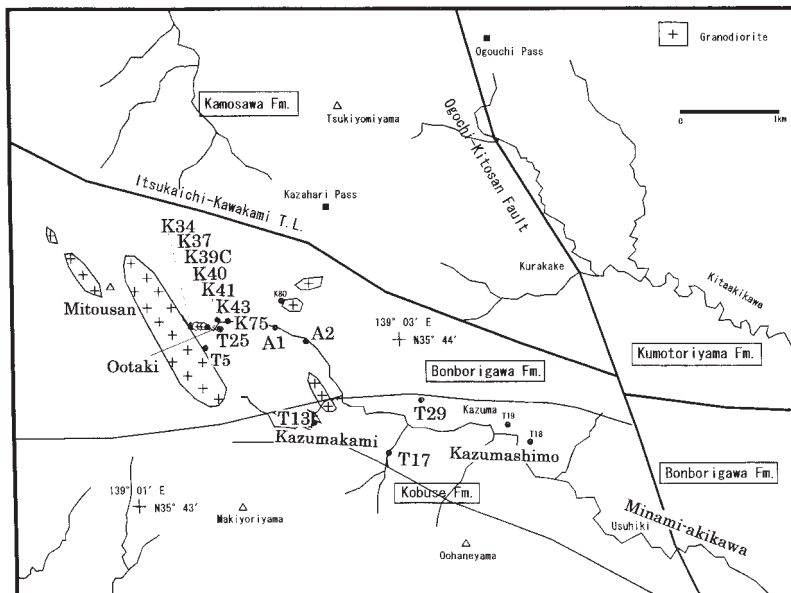 Ogouchi Pass
+ Granodiorite
Kamosawa Fm.
Tsukiyomiyama
0 1km
Ogochi-Kitosan Fault
Itsukaichi-Kawakami T.L.
Kazahari Pass
K34
K37
K39C
K40
K41
K43
K75
K80
Kurakake
Kitaakikawa
Mitousan
T25
A1
A2
139° 03' E
N35° 44'
Ootaki
T5
Bonborigawa Fm.
Kumotoriyama Fm.
T29
Kazuma
T19
T18
T13
Kazumakami
Kazumashimo
T17
Bonborigawa Fm.
139° 01' E
N35° 43'
Kobuse Fm.
Minami-akikawa
Makiyoriyama
Usuhiki
Oohaneyama